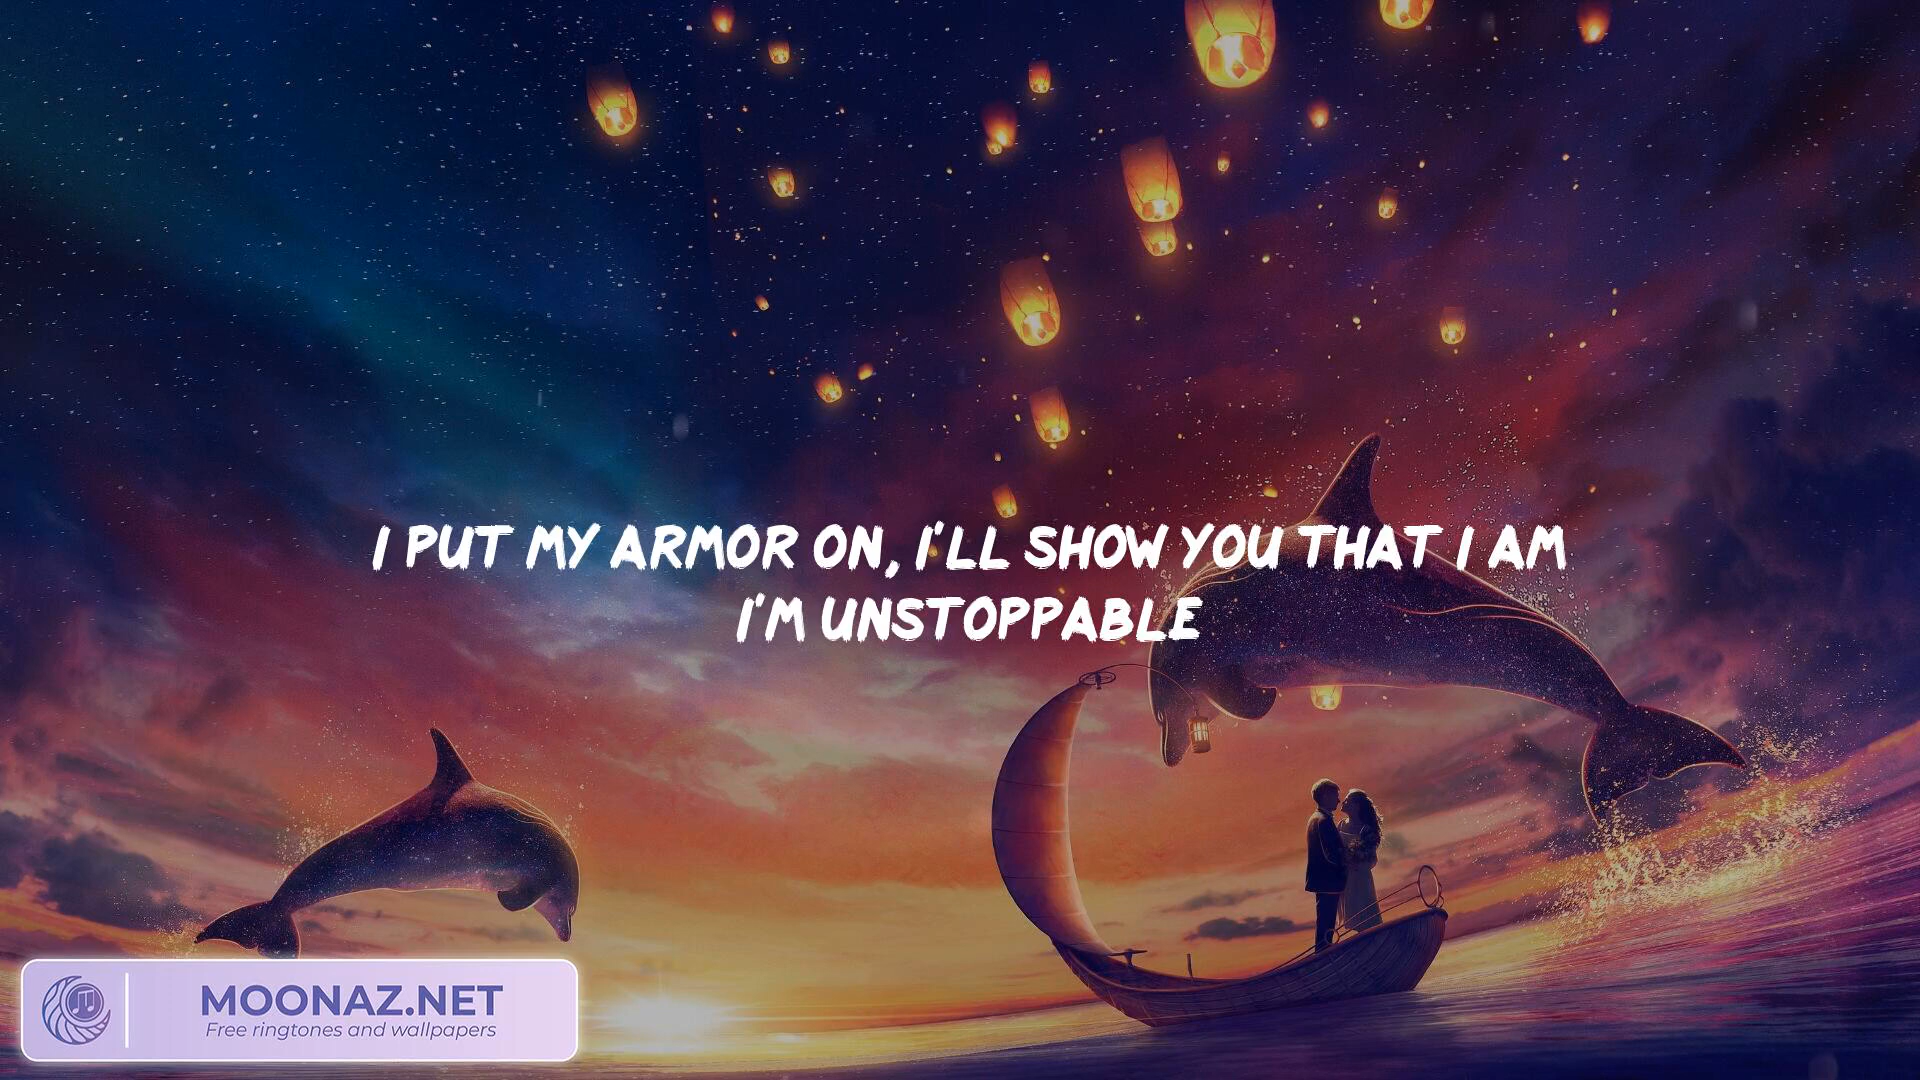 I PUT MY ARMOR ON, I'LL SHOW YOU THAT I AM
I'M UNSTOPPABLE
MOONAZ.NET
Free ringtones and wallpapers